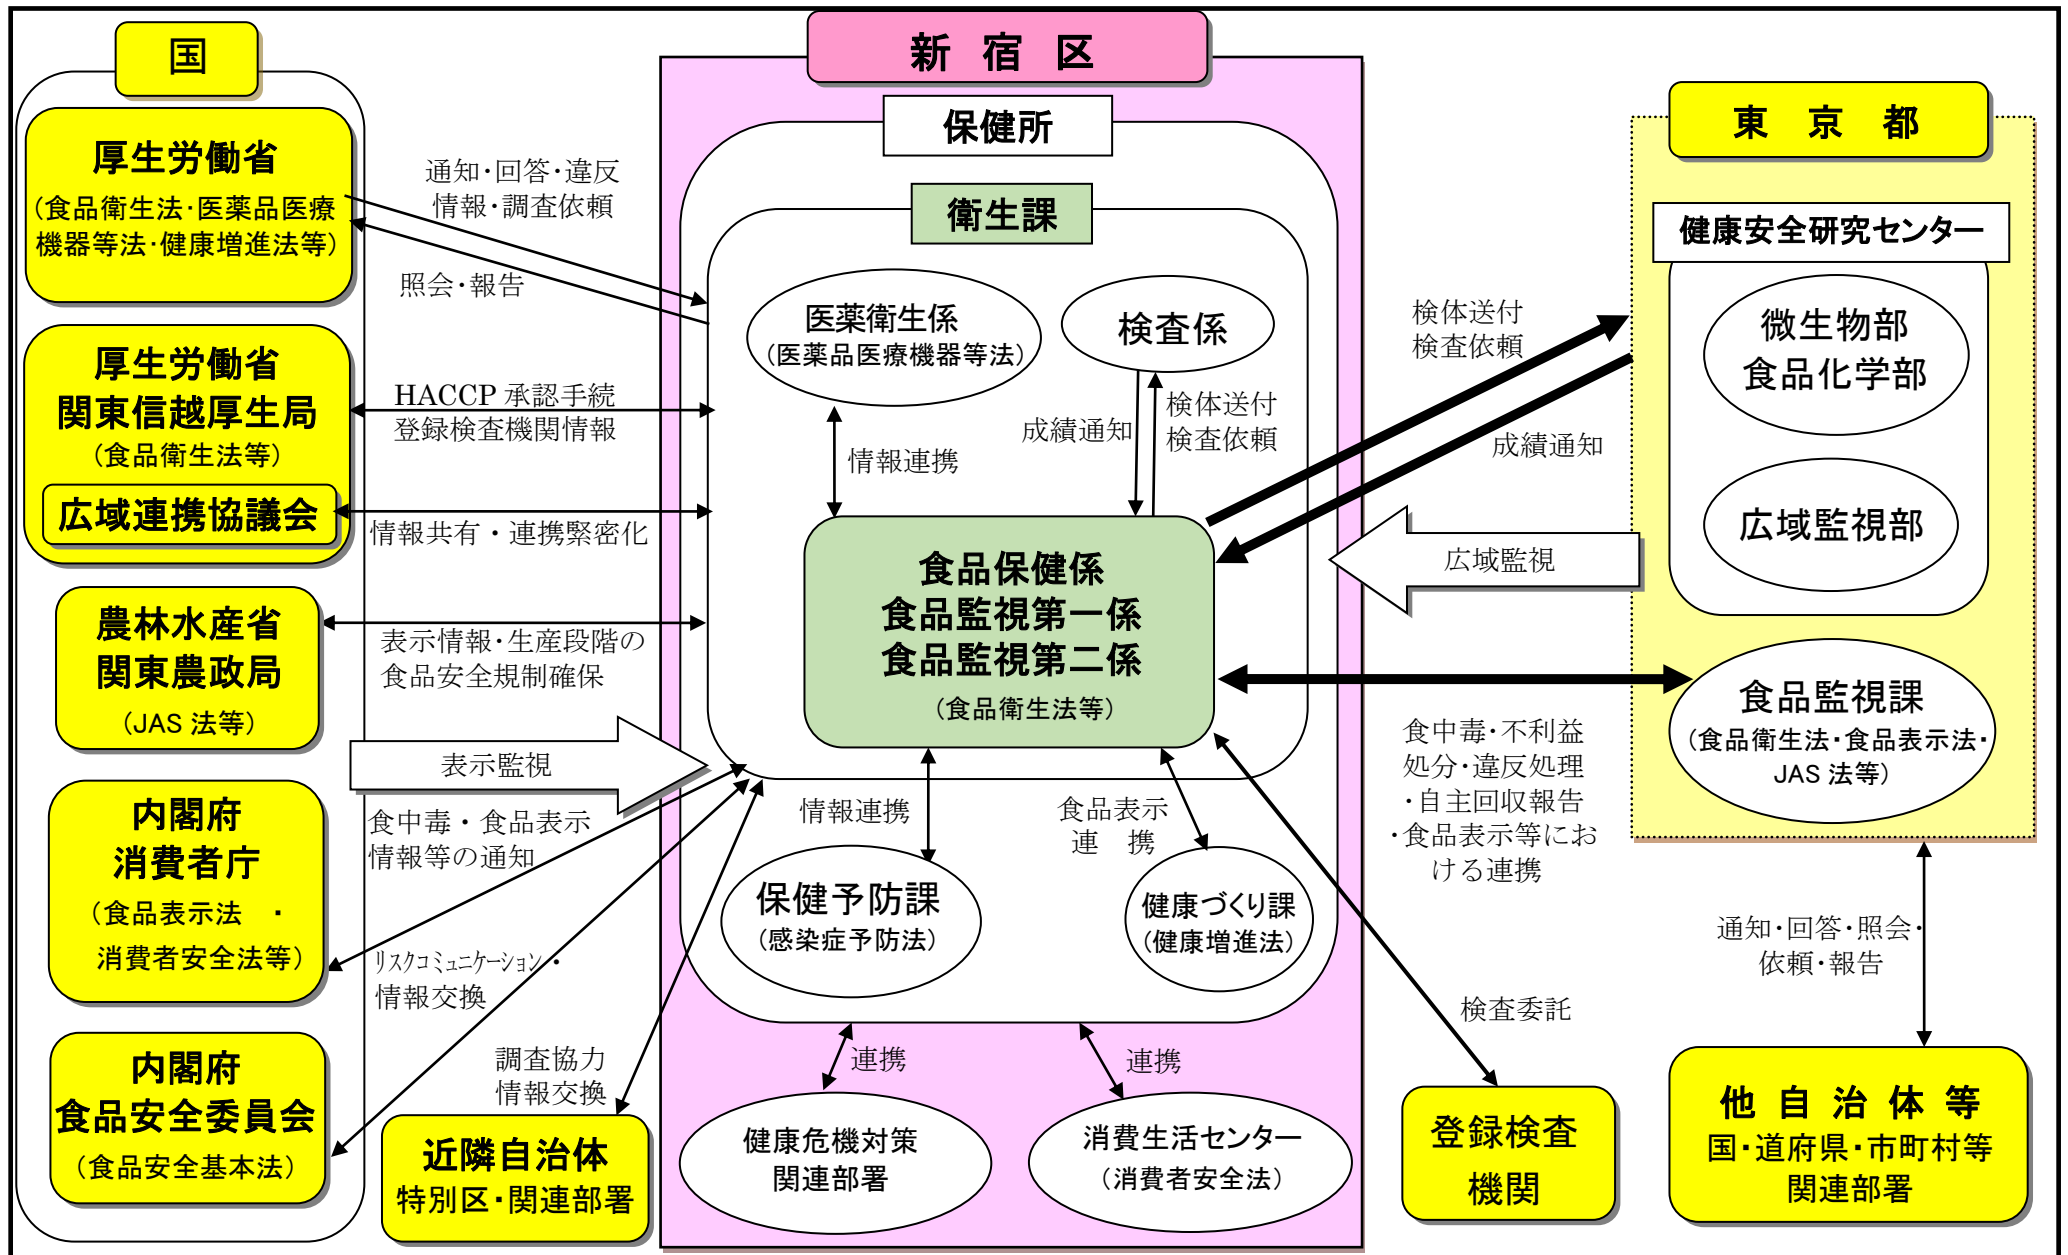 国
厚生労働省
(食品衛生法・医薬品医療
機器等法・健康増進法等)
厚生労働省
関東信越厚生局
(食品衛生法等)
広域連携協議会
農林水産省
関東農政局
(JAS 法等)
内閣府
消費者庁
(食品表示法 ・
消費者安全法等)
内閣府
食品安全委員会
(食品安全基本法)
通知・回答・違反
情報・調査依頼
照会・報告
HACCP 承認手続
登録検査機関情報
情報共有・連携緊密化
表示情報・生産段階の
食品安全規制確保
表示監視
食中毒・食品表示
情報等の通知
リスクコミュニケーション・
情報交換
調査協力
情報交換
近隣自治体
特別区・関連部署
新 宿 区
保健所
衛生課
医薬衛生係
(医薬品医療機器等法)
検査係
情報連携
成績通知
検体送付
検査依頼
食品保健係
食品監視第一係
食品監視第二係
(食品衛生法等)
情報連携
食品表示
連 携
保健予防課
(感染症予防法)
健康づくり課
(健康増進法)
連携
連携
健康危機対策
関連部署
消費生活センター
(消費者安全法)
検体送付
検査依頼
成績通知
広域監視
食中毒・不利益
処分・違反処理
・自主回収報告
・食品表示等にお
ける連携
検査委託
登録検査
機関
東 京 都
健康安全研究センター
微生物部
食品化学部
広域監視部
食品監視課
(食品衛生法・食品表示法・
JAS 法等)
通知・回答・照会・
依頼・報告
他 自 治 体 等
国・道府県・市町村等
関連部署